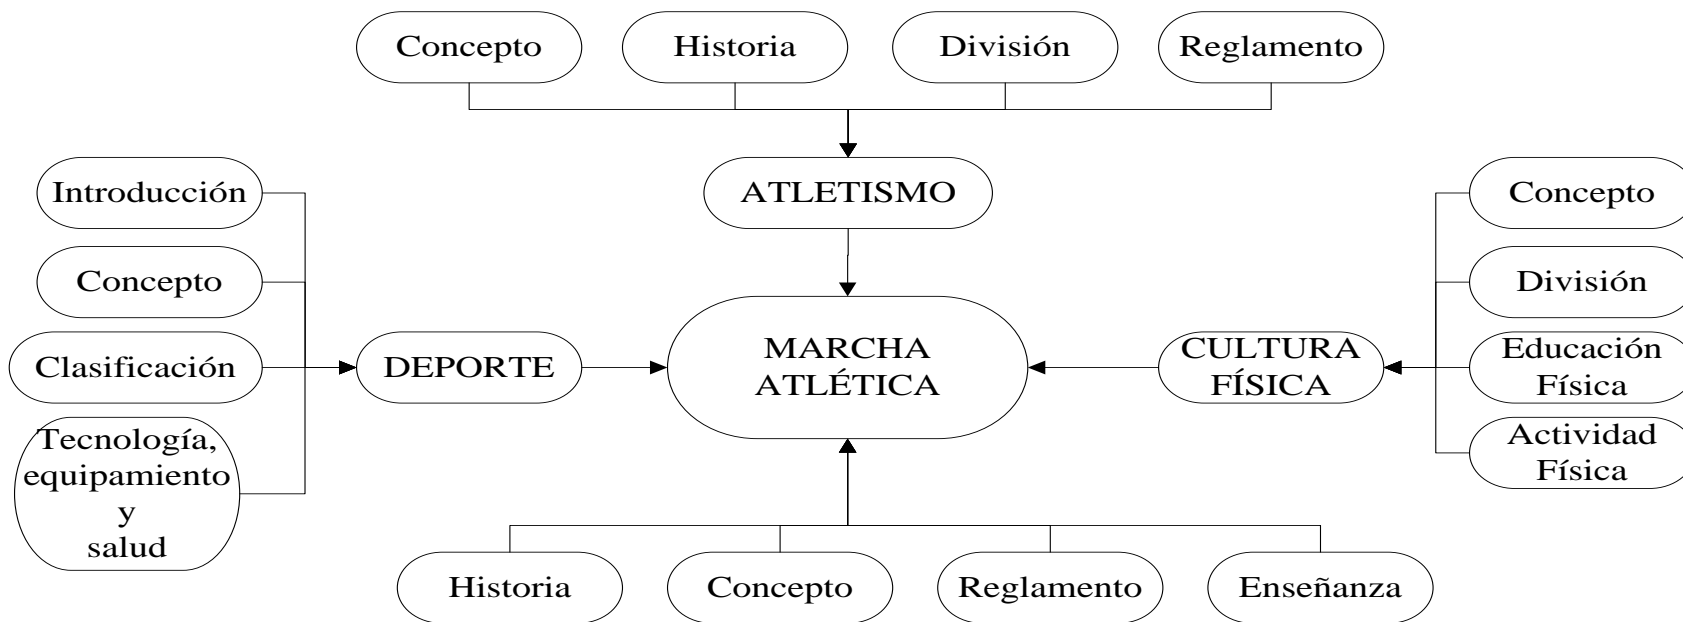 Concepto
Historia
División
Reglamento
ATLETISMO
Introducción
Concepto
Clasificación
Tecnología,
equipamiento
y
salud
DEPORTE
MARCHA
ATLÉTICA
CULTURA
FÍSICA
Concepto
División
Educación
Física
Actividad
Física
Historia
Concepto
Reglamento
Enseñanza